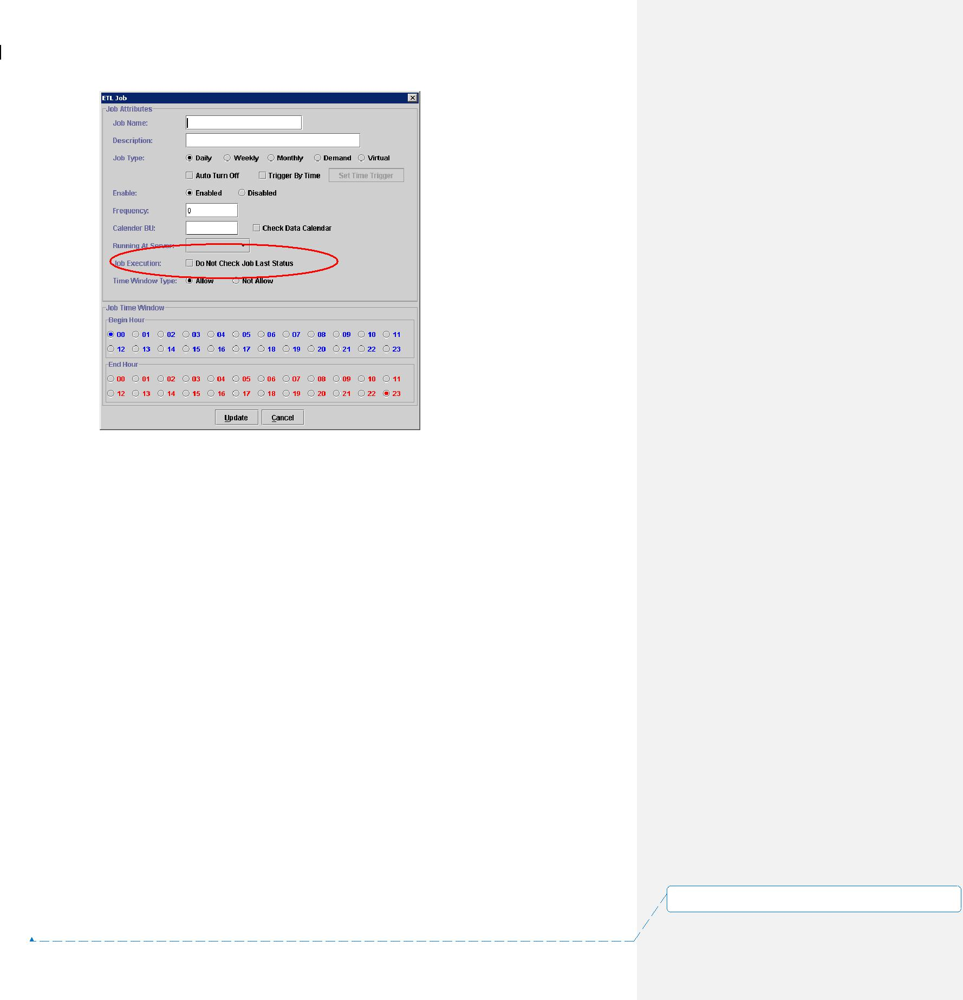 ETL Job
Job Attributes
Job Name:
Description:
Job Type: Daily Weekly Monthly Demand Virtual
Auto Turn Off Trigger By Time Set Time Trigger
Enable: Enabled Disabled
Frequency: 0
Calender BU: Check Data Calendar
Running At Server:
Job Execution: Do Not Check Job Last Status
Time Window Type: Allow Not Allow
Job Time Window
Begin Hour
00 01 02 03 04 05 06 07 08 09 10 11
12 13 14 15 16 17 18 19 20 21 22 23
End Hour
00 01 02 03 04 05 06 07 08 09 10 11
12 13 14 15 16 17 18 19 20 21 22 23
Update Cancel